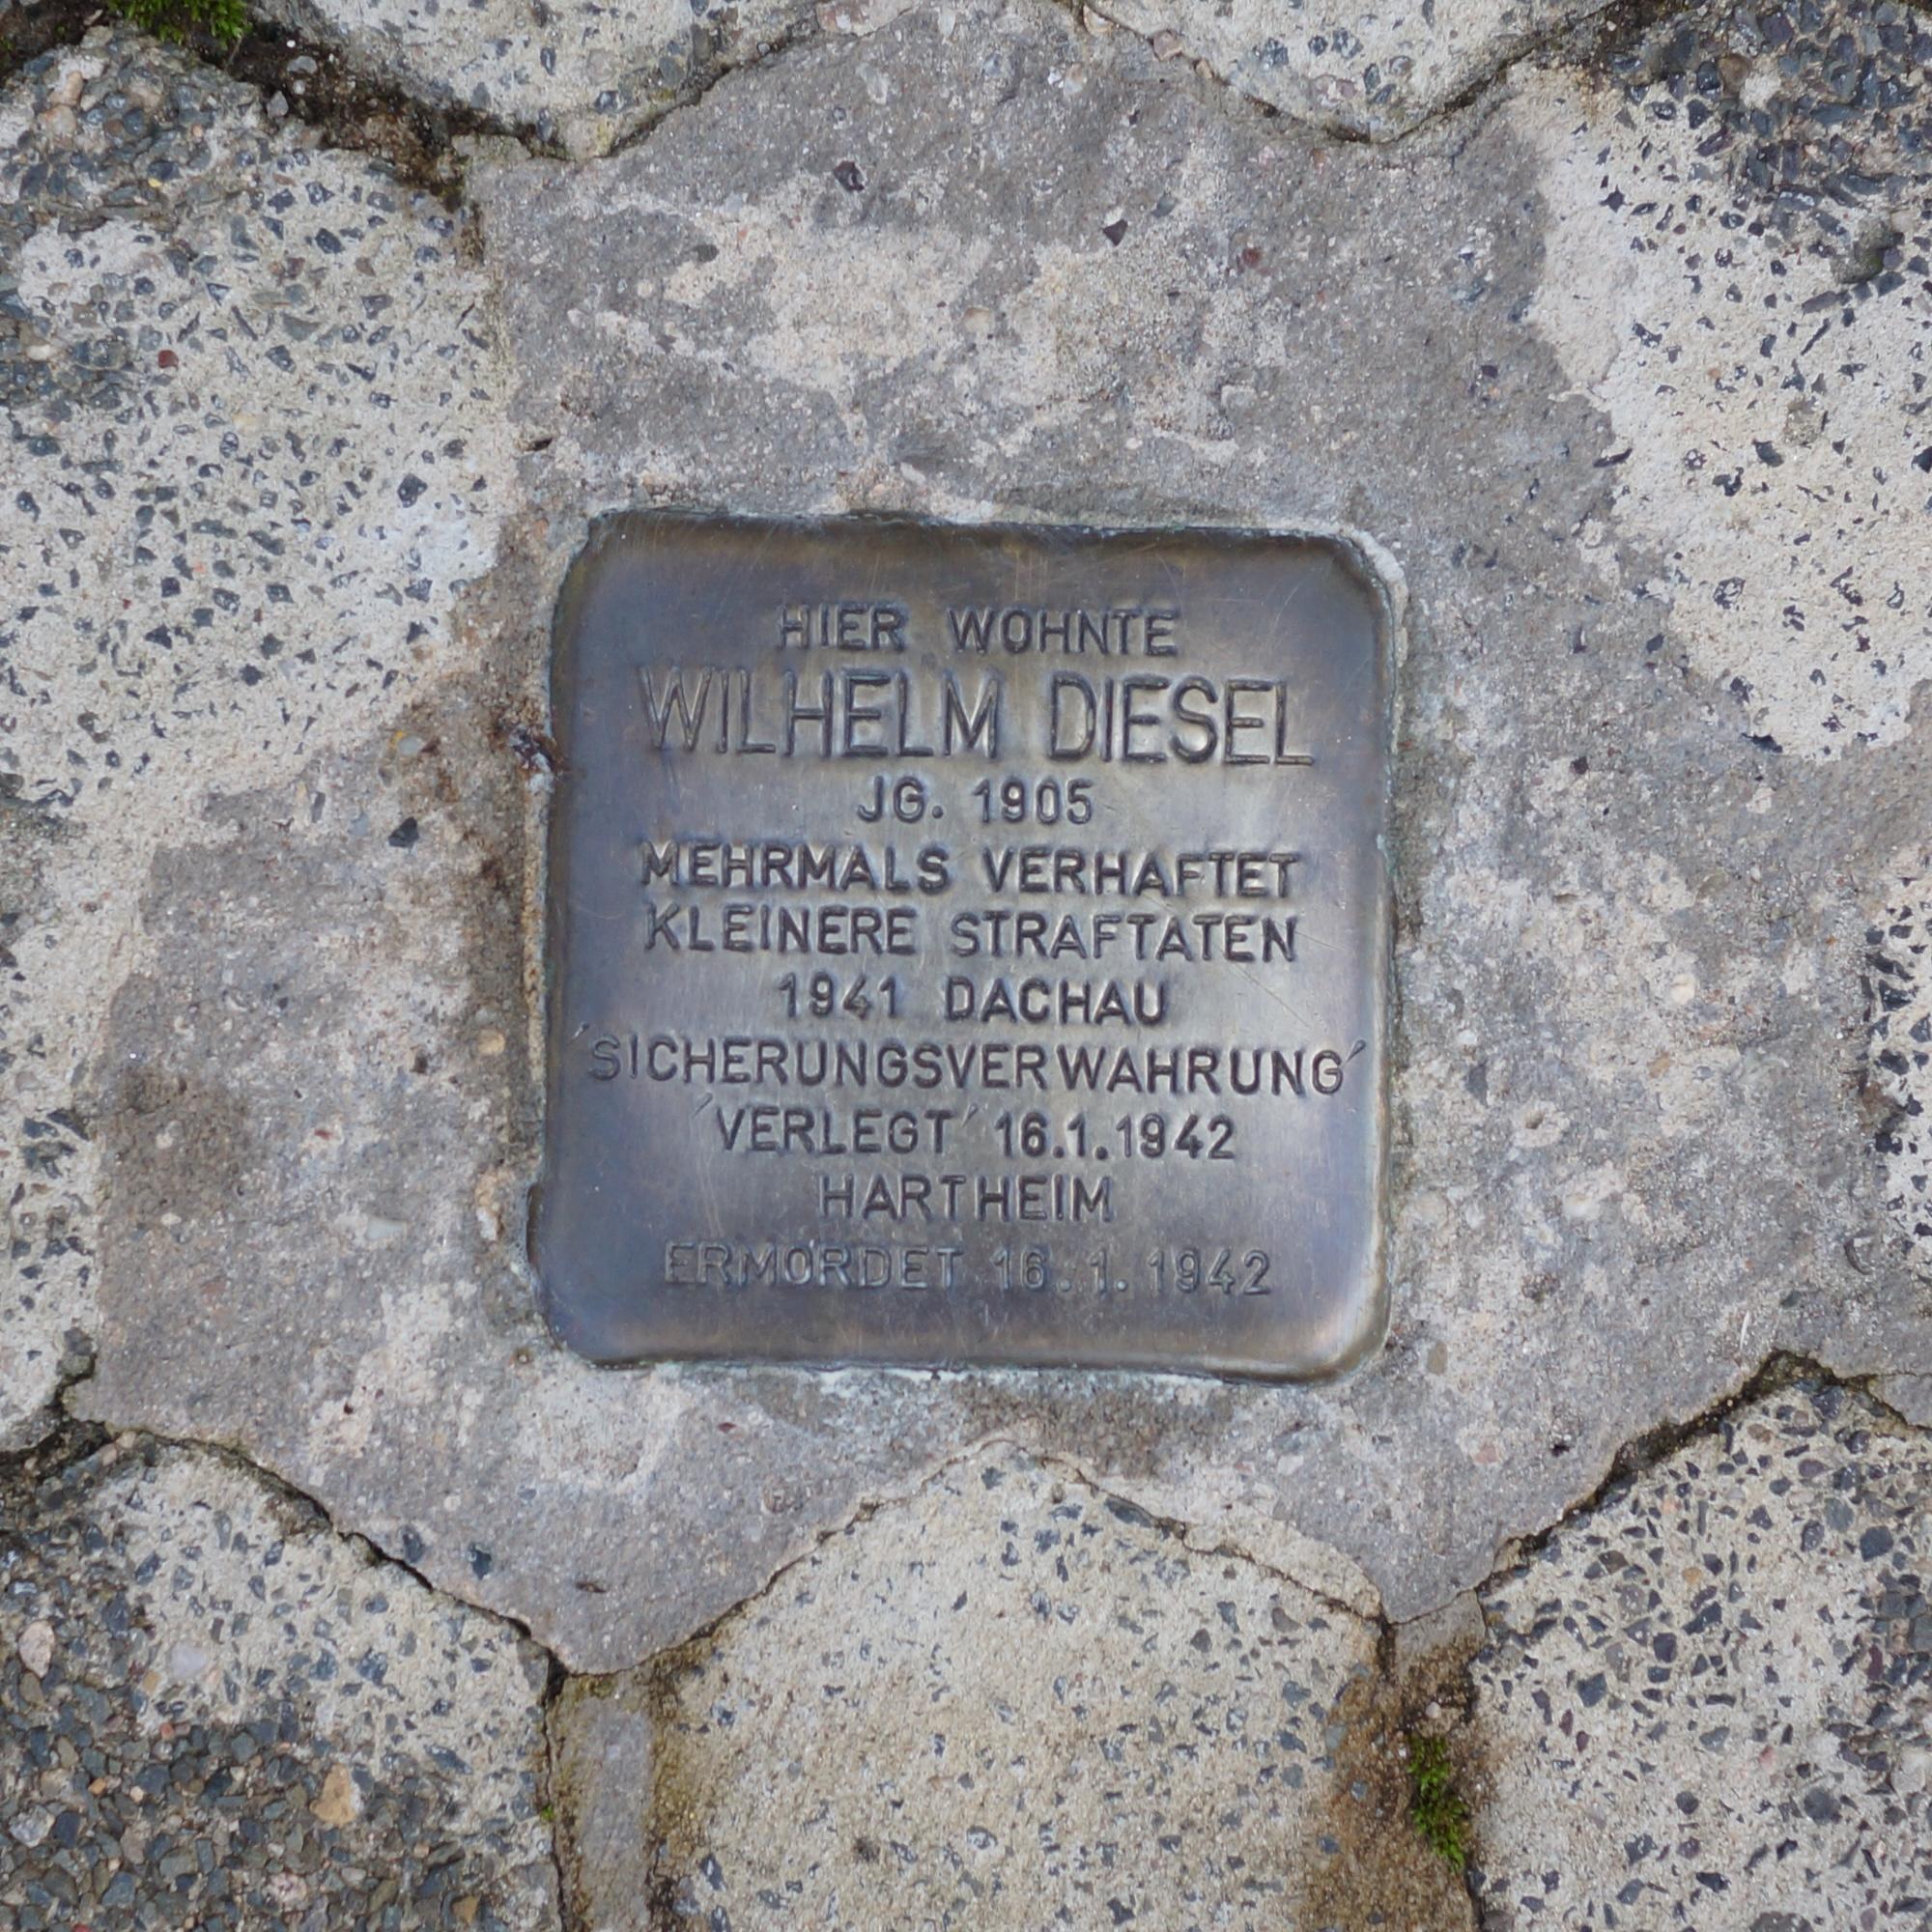 HIER WOHNTE
WILHELM DIESEL
JG. 1905
MEHRMALS VERHAFTET
KLEINERE STRAFTATEN
1941 DACHAU
'SICHERUNGSVERWAHRUNG'
'VERLEGT' 16.1.1942
HARTHEIM
ERMORDET 16.1.1942